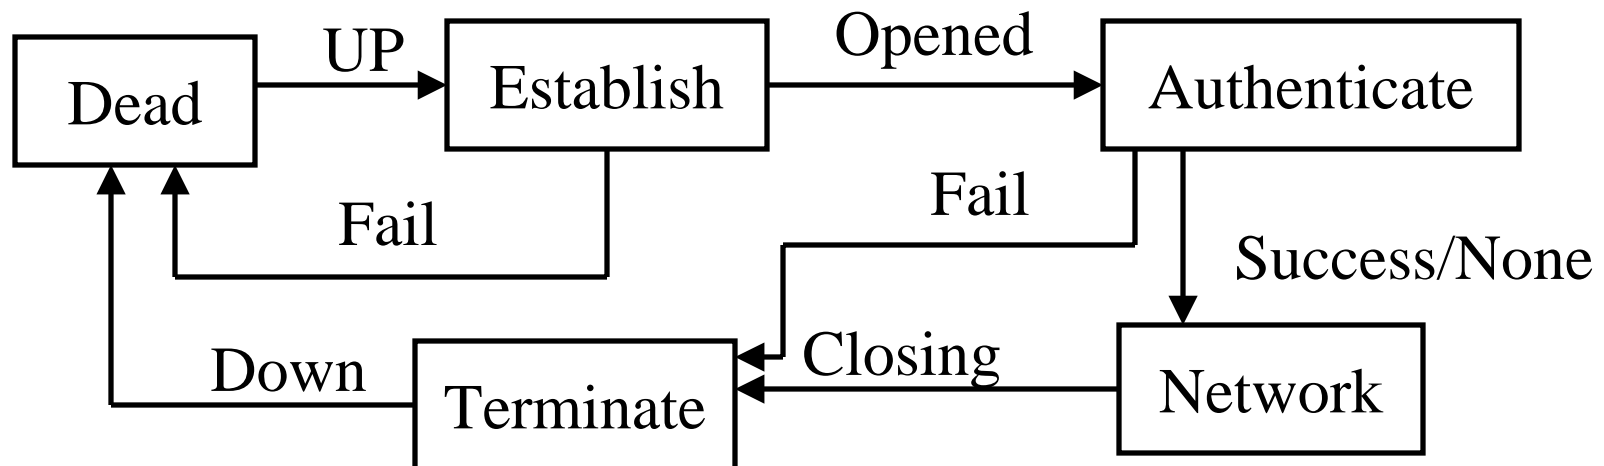 UP
Opened
Dead
Establish
Authenticate
Fail
Fail
Success/None
Down
Closing
Terminate
Network